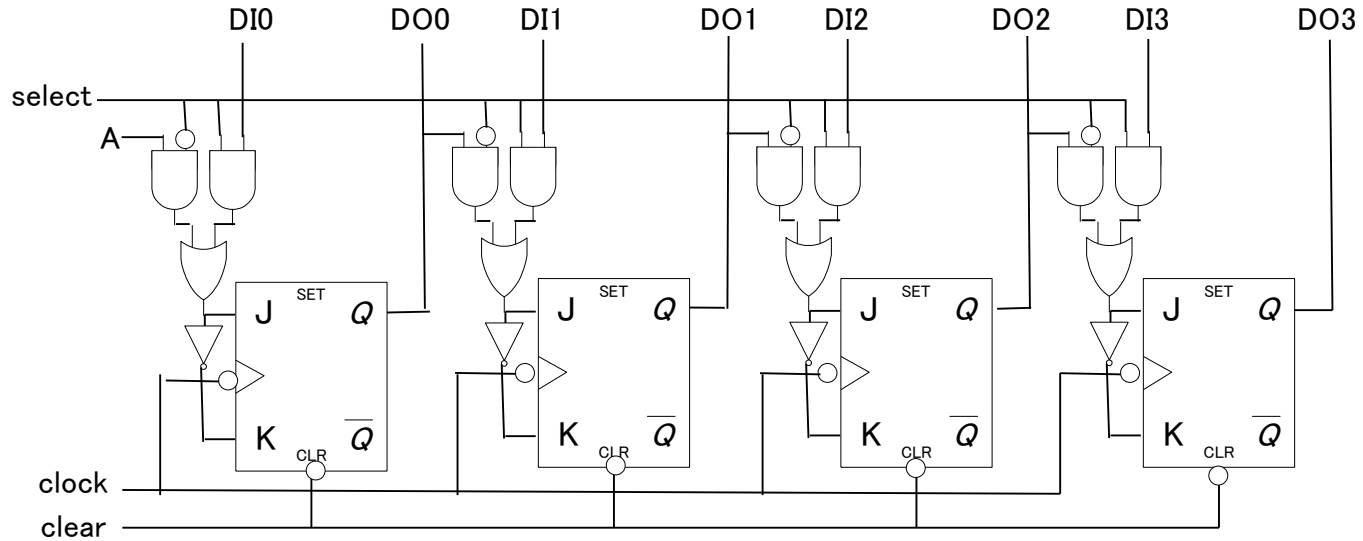 DI0 DO0 DI1 DO1 DI2 DO2 DI3 DO3
select
A
SET SET SET SET
J Q J Q J Q J Q
K Q K Q K Q K Q
CLR CLR CLR CLR
clock
clear